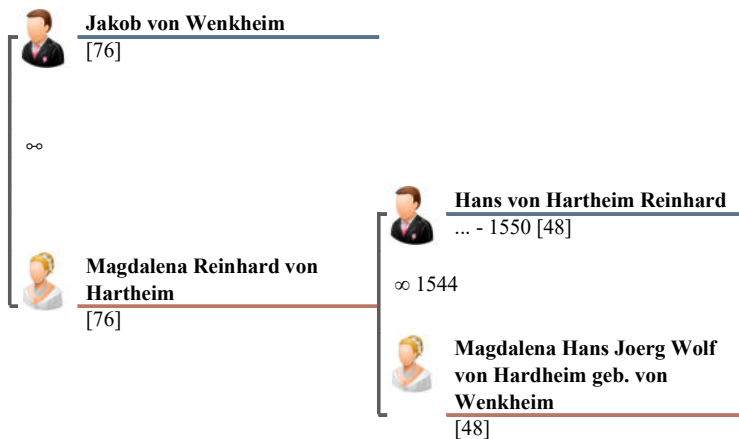 Jakob von Wenkheim
[76]
⚯
Hans von Hartheim Reinhard
... - 1550 [48]
Magdalena Reinhard von
Hartheim
[76]
∞ 1544
Magdalena Hans Joerg Wolf
von Hardheim geb. von
Wenkheim
[48]